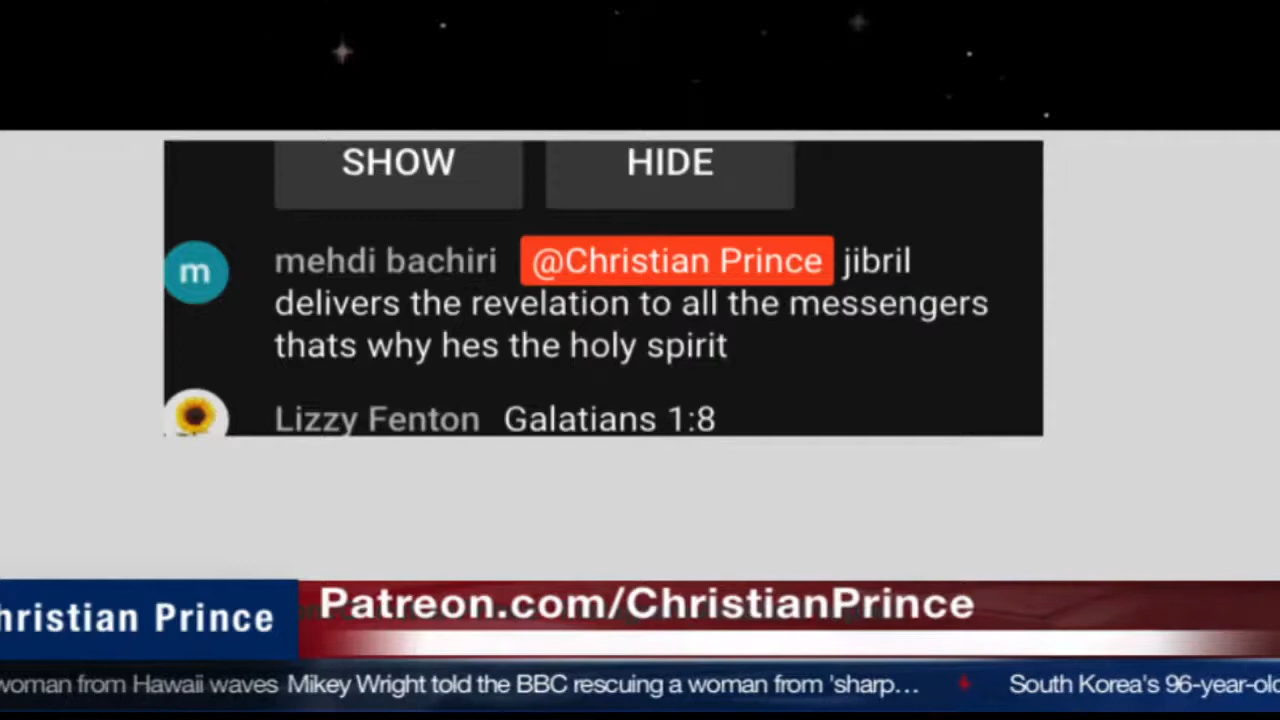 SHOW HIDE
m
mehdi bachiri @Christian Prince jibril
delivers the revelation to all the messengers
thats why hes the holy spirit
Lizzy Fenton Galatians 1:8
hristian Prince
Patreon.com/ChristianPrince
woman from Hawaii waves Mikey Wright told the BBC rescuing a woman from 'sharp… South Korea's 96-year-old